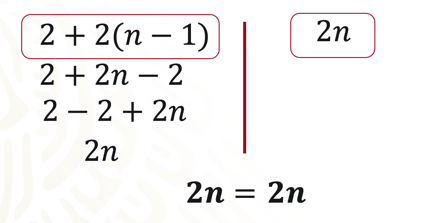 2 + 2(n − 1)
2n
2 + 2n − 2
2 − 2 + 2n
2n
2n = 2n